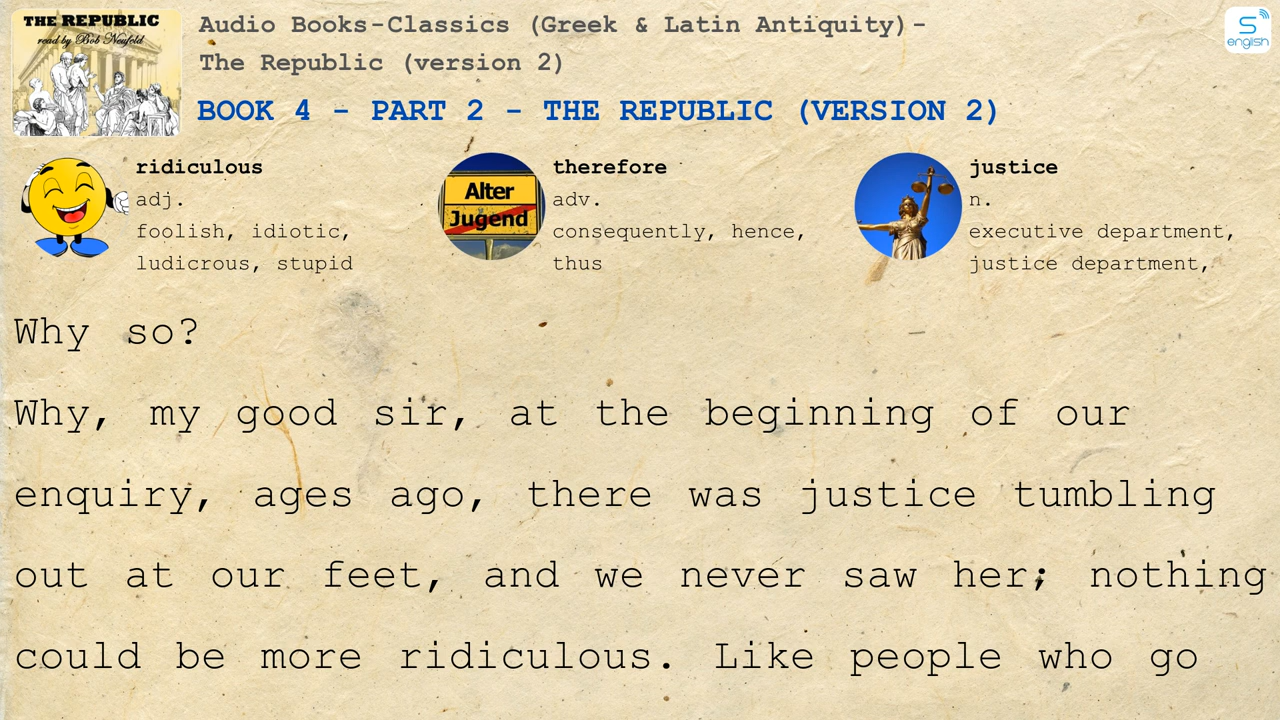 THE REPUBLIC
read by Bob Neufeld
Audio Books-Classics (Greek & Latin Antiquity)-
The Republic (version 2)
BOOK 4 - PART 2 - THE REPUBLIC (VERSION 2)
S
english
ridiculous
adj.
foolish, idiotic,
ludicrous, stupid
Alter
Jugend
therefore
adv.
consequently, hence,
thus
justice
n.
executive department,
justice department,
Why so?
Why, my good sir, at the beginning of our
enquiry, ages ago, there was justice tumbling
out at our feet, and we never saw her; nothing
could be more ridiculous. Like people who go